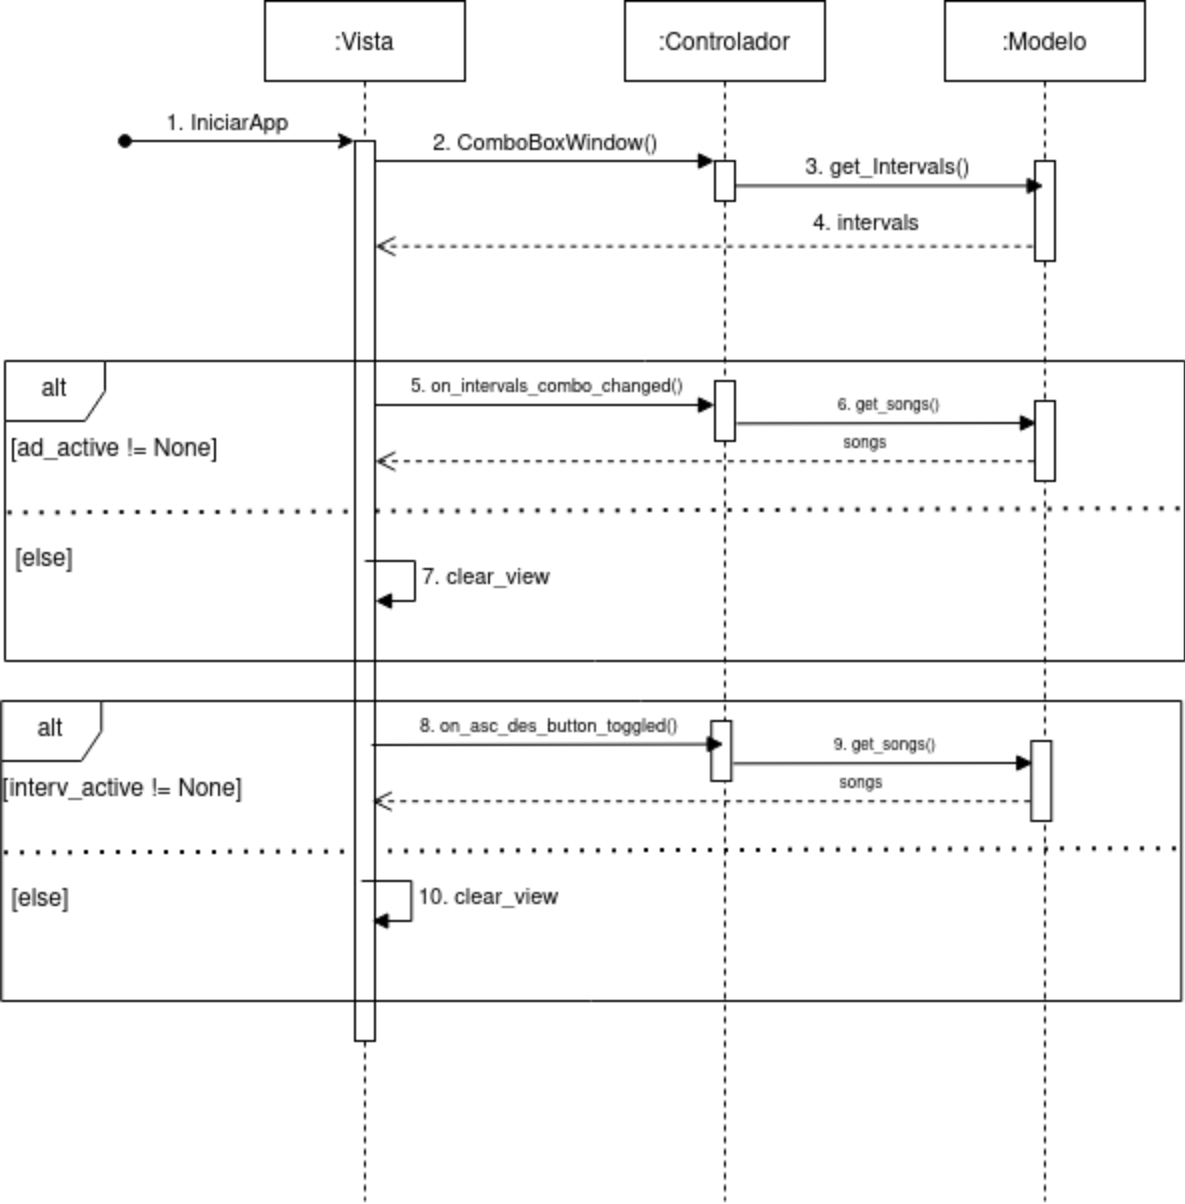 :Vista
:Controlador
:Modelo
1. IniciarApp
2. ComboBoxWindow()
3. get_Intervals()
4. intervals
alt
[ad_active != None]
5. on_intervals_combo_changed()
6. get_songs()
songs
[else]
7. clear_view
alt
[interv_active != None]
8. on_asc_des_button_toggled()
9. get_songs()
songs
[else]
10. clear_view